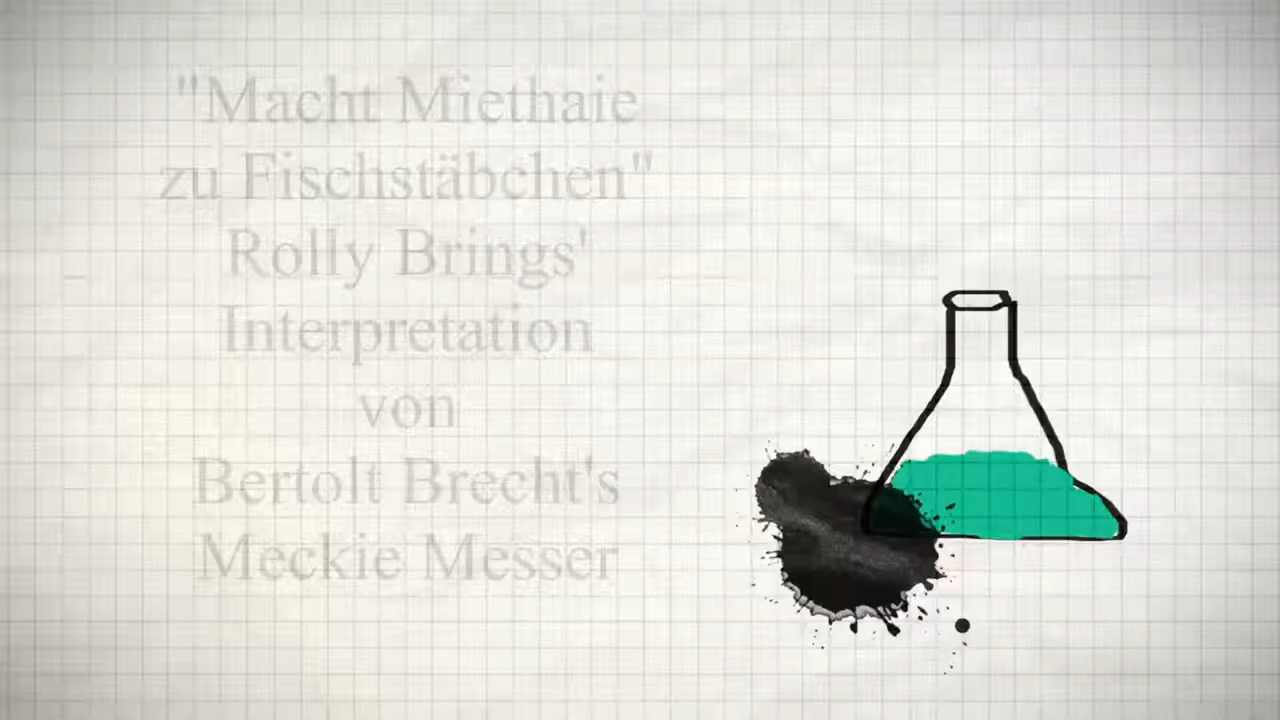 "Macht Miethaie
zu Fischstäbchen"
Rolly Brings'
Interpretation
von
Bertolt Brecht's
Meckie Messer